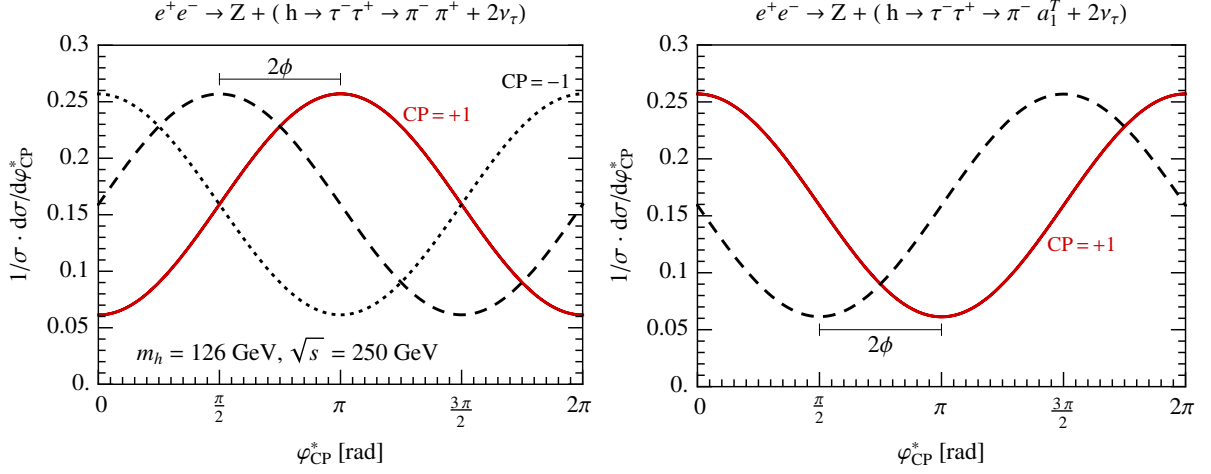 e⁺e⁻ → Z + ( h → τ⁻τ⁺ → π⁻ π⁺ + 2ν_τ)
0.3
0.25
0.2
0.15
0.1
0.05
0.
1/σ · dσ/dφ*_CP
2ϕ
CP = −1
CP = +1
m_h = 126 GeV, √s = 250 GeV
0
π/2
π
3π/2
2π
φ*_CP [rad]
e⁺e⁻ → Z + ( h → τ⁻τ⁺ → π⁻ a₁ᵀ + 2ν_τ)
0.3
0.25
0.2
0.15
0.1
0.05
0.
1/σ · dσ/dφ*_CP
CP = +1
2ϕ
0
π/2
π
3π/2
2π
φ*_CP [rad]